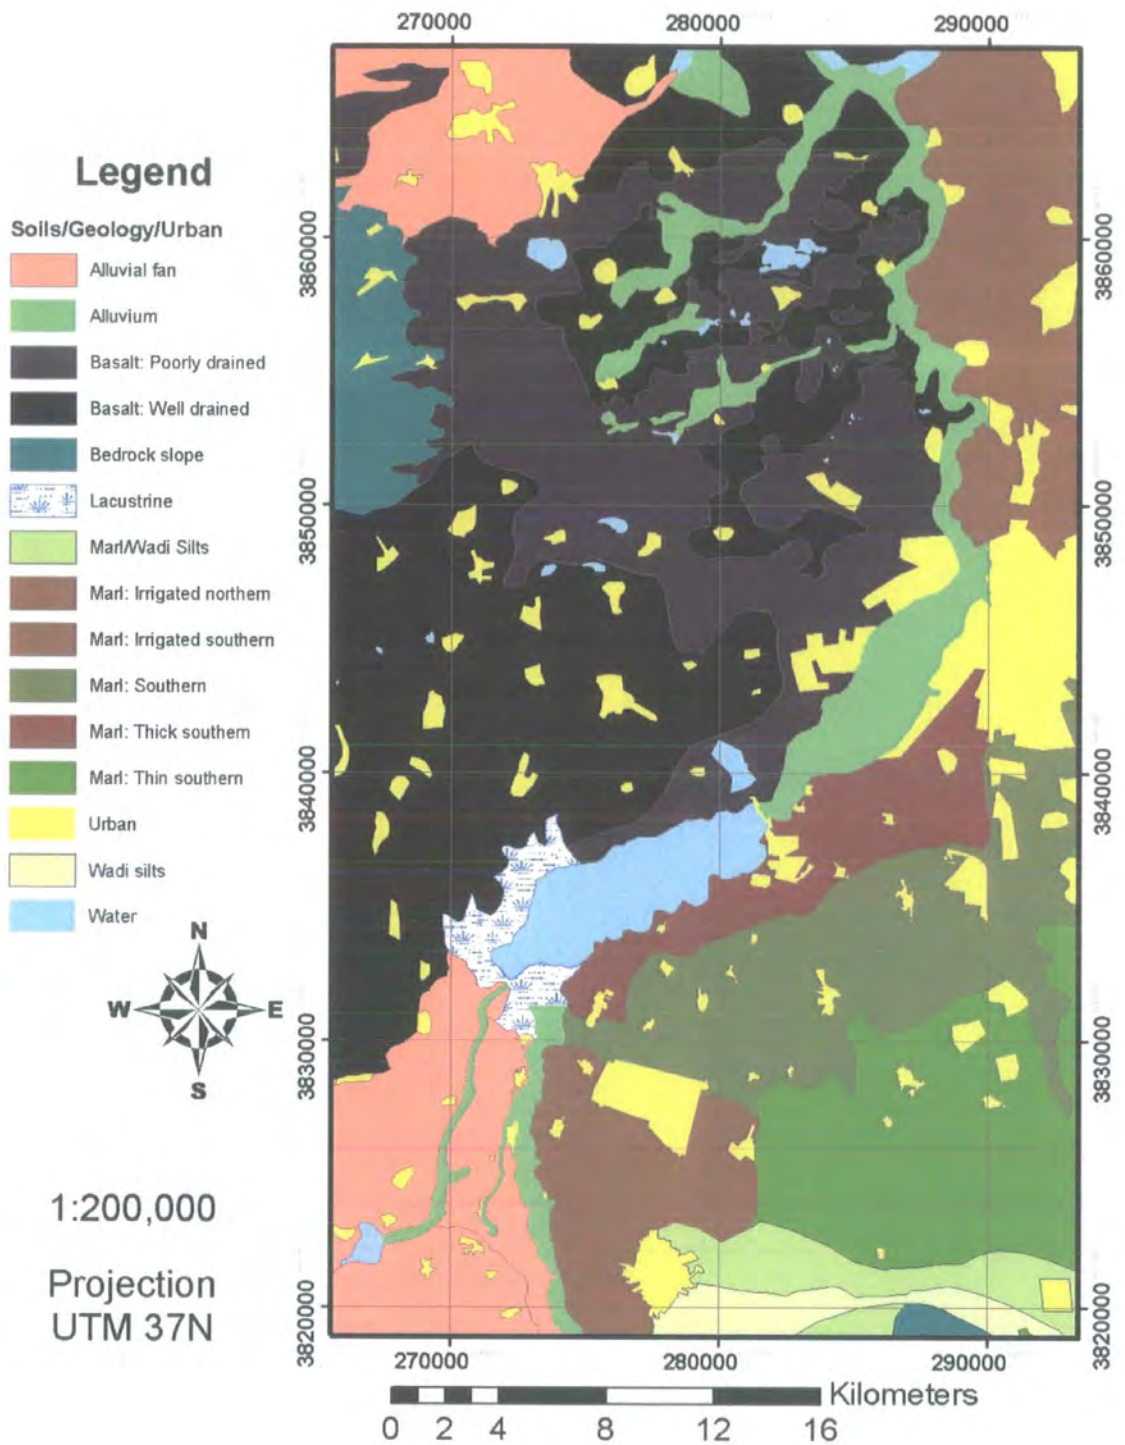 270000 280000 290000
Legend
Soils/Geology/Urban
Alluvial fan
Alluvium
Basalt: Poorly drained
Basalt: Well drained
Bedrock slope
Lacustrine
Marl/Wadi Silts
Marl: Irrigated northern
Marl: Irrigated southern
Marl: Southern
Marl: Thick southern
Marl: Thin southern
Urban
Wadi silts
Water
N
W E
S
1:200,000
Projection
UTM 37N
3860000
3850000
3840000
3830000
3820000
3860000
3850000
3840000
3830000
3820000
270000 280000 290000
Kilometers
0 2 4 8 12 16